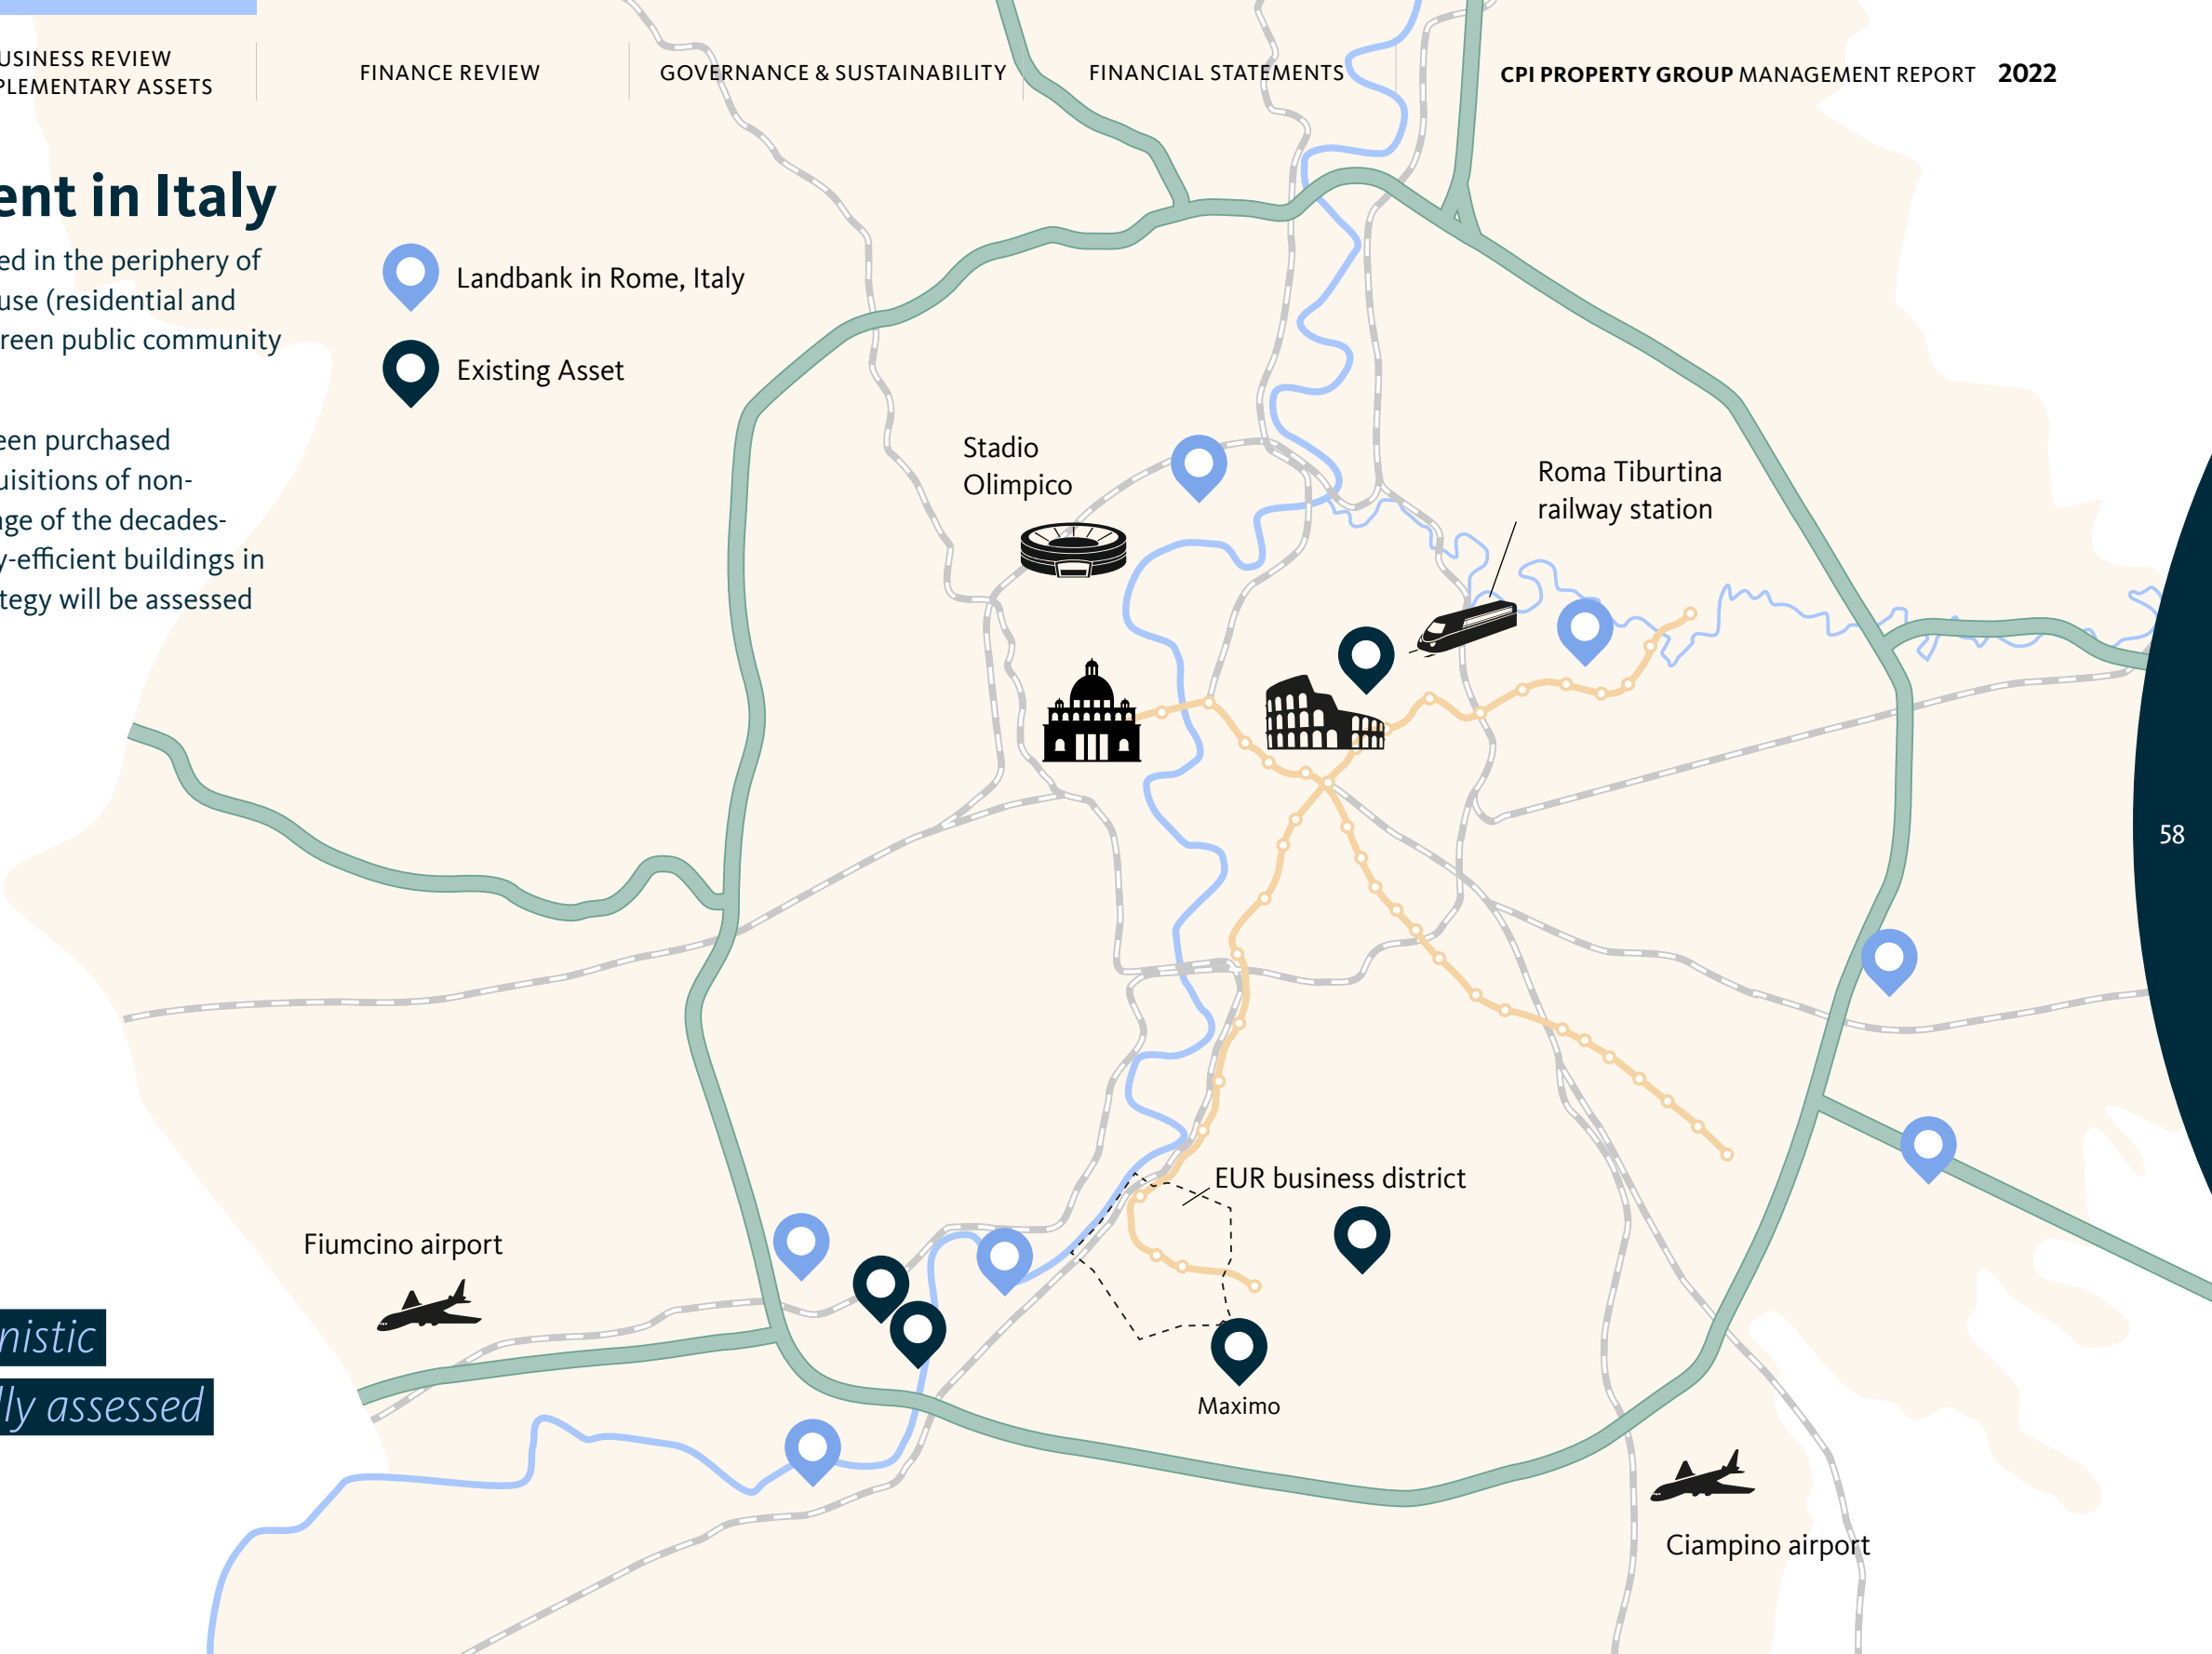 USINESS REVIEW
PLEMENTARY ASSETS
FINANCE REVIEW
GOVERNANCE & SUSTAINABILITY
FINANCIAL STATEMENTS
CPI PROPERTY GROUP MANAGEMENT REPORT 2022
ent in Italy
ed in the periphery of
use (residential and
reen public community
een purchased
uisitions of non-
age of the decades-
y-efficient buildings in
tegy will be assessed
Landbank in Rome, Italy
Existing Asset
Stadio
Olimpico
Roma Tiburtina
railway station
58
EUR business district
Fiumcino airport
Maximo
nistic
lly assessed
Ciampino airport